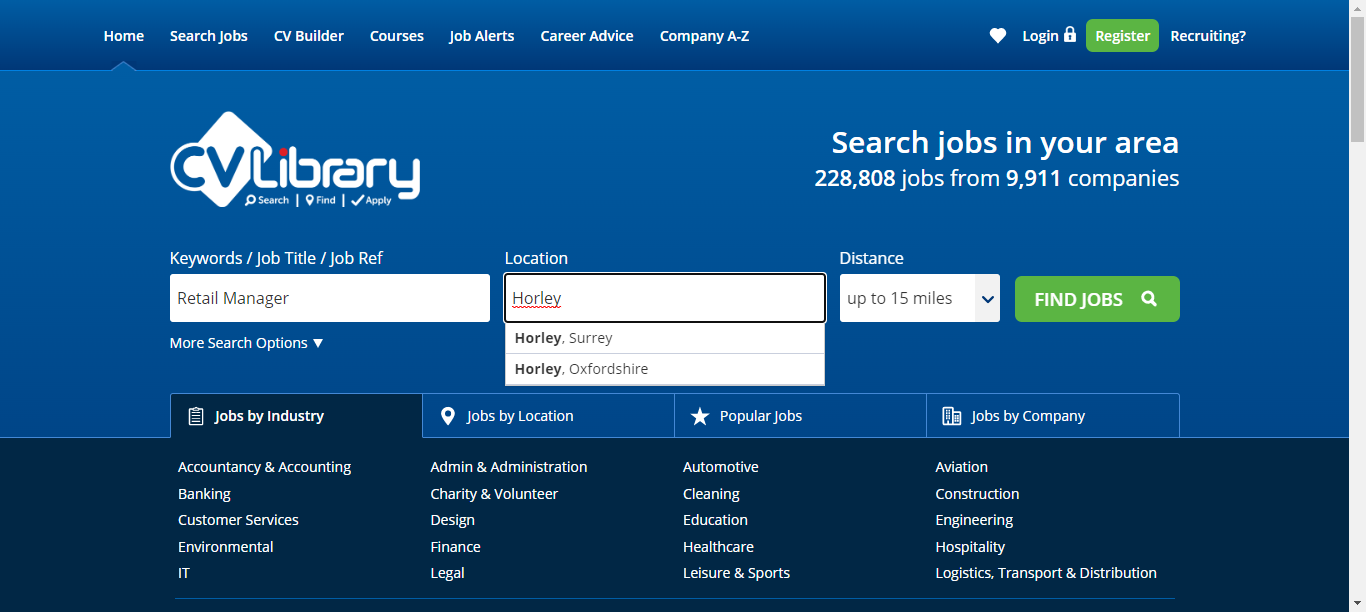 Home Search Jobs CV Builder Courses Job Alerts Career Advice Company A-Z Login Register Recruiting?
CVLibrary
Search | Find | Apply
Search jobs in your area
228,808 jobs from 9,911 companies
Keywords / Job Title / Job Ref Location Distance
Retail Manager Horley up to 15 miles FIND JOBS
More Search Options ▼
Horley, Surrey
Horley, Oxfordshire
Jobs by Industry Jobs by Location Popular Jobs Jobs by Company
Accountancy & Accounting Admin & Administration Automotive Aviation
Banking Charity & Volunteer Cleaning Construction
Customer Services Design Education Engineering
Environmental Finance Healthcare Hospitality
IT Legal Leisure & Sports Logistics, Transport & Distribution